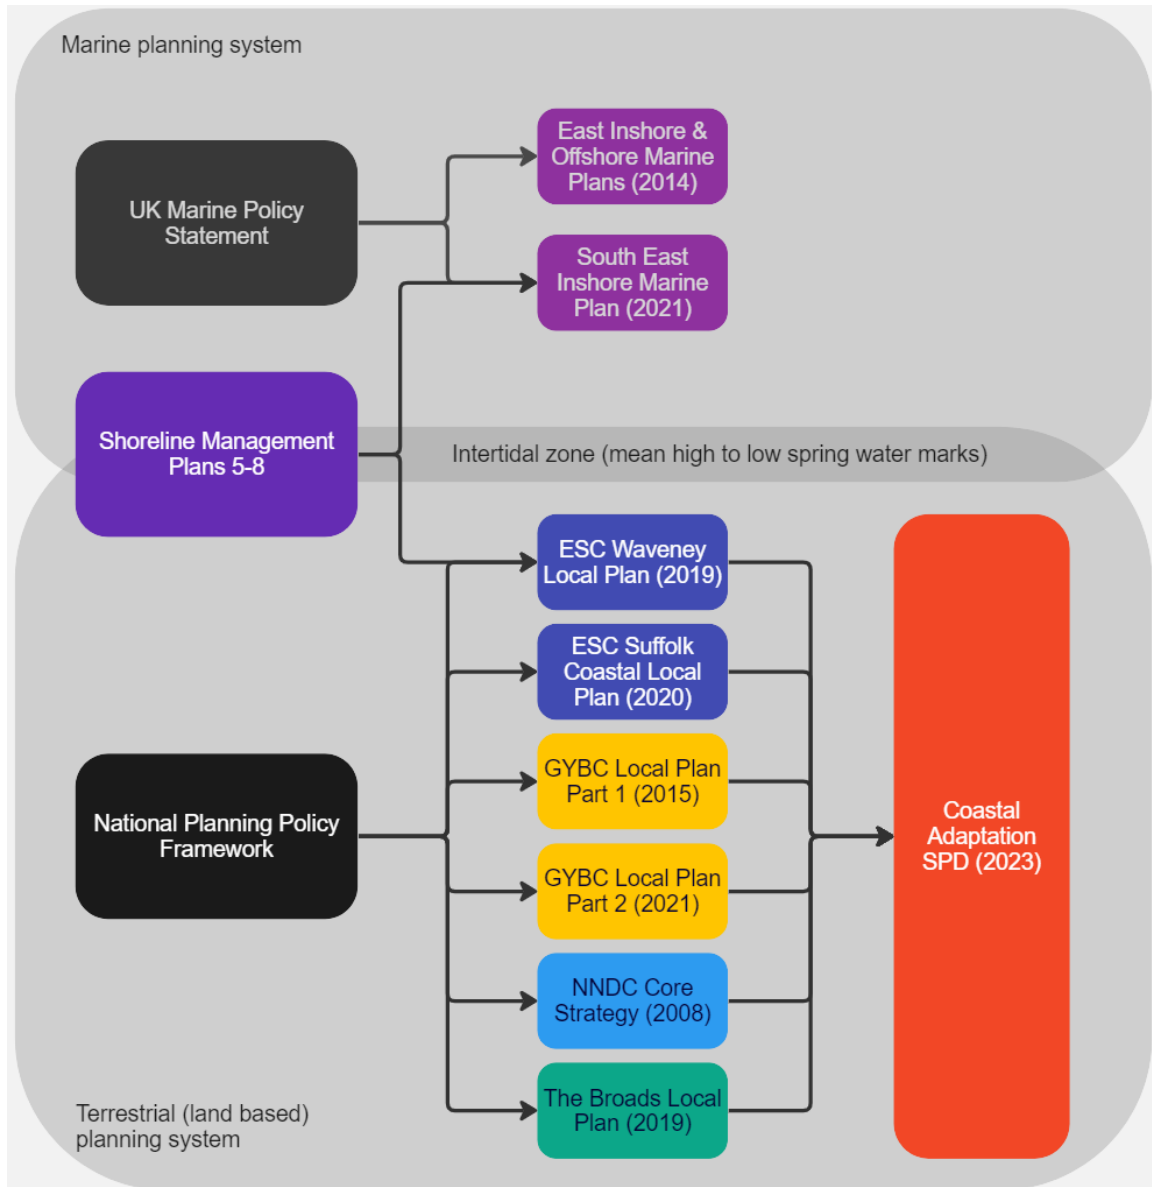 Marine planning system
East Inshore &
Offshore Marine
Plans (2014)
UK Marine Policy
Statement
South East
Inshore Marine
Plan (2021)
Shoreline Management
Plans 5-8
Intertidal zone (mean high to low spring water marks)
ESC Waveney
Local Plan (2019)
ESC Suffolk
Coastal Local
Plan (2020)
GYBC Local Plan
Part 1 (2015)
National Planning Policy
Framework
Coastal
Adaptation
SPD (2023)
GYBC Local Plan
Part 2 (2021)
NNDC Core
Strategy (2008)
The Broads Local
Plan (2019)
Terrestrial (land based)
planning system